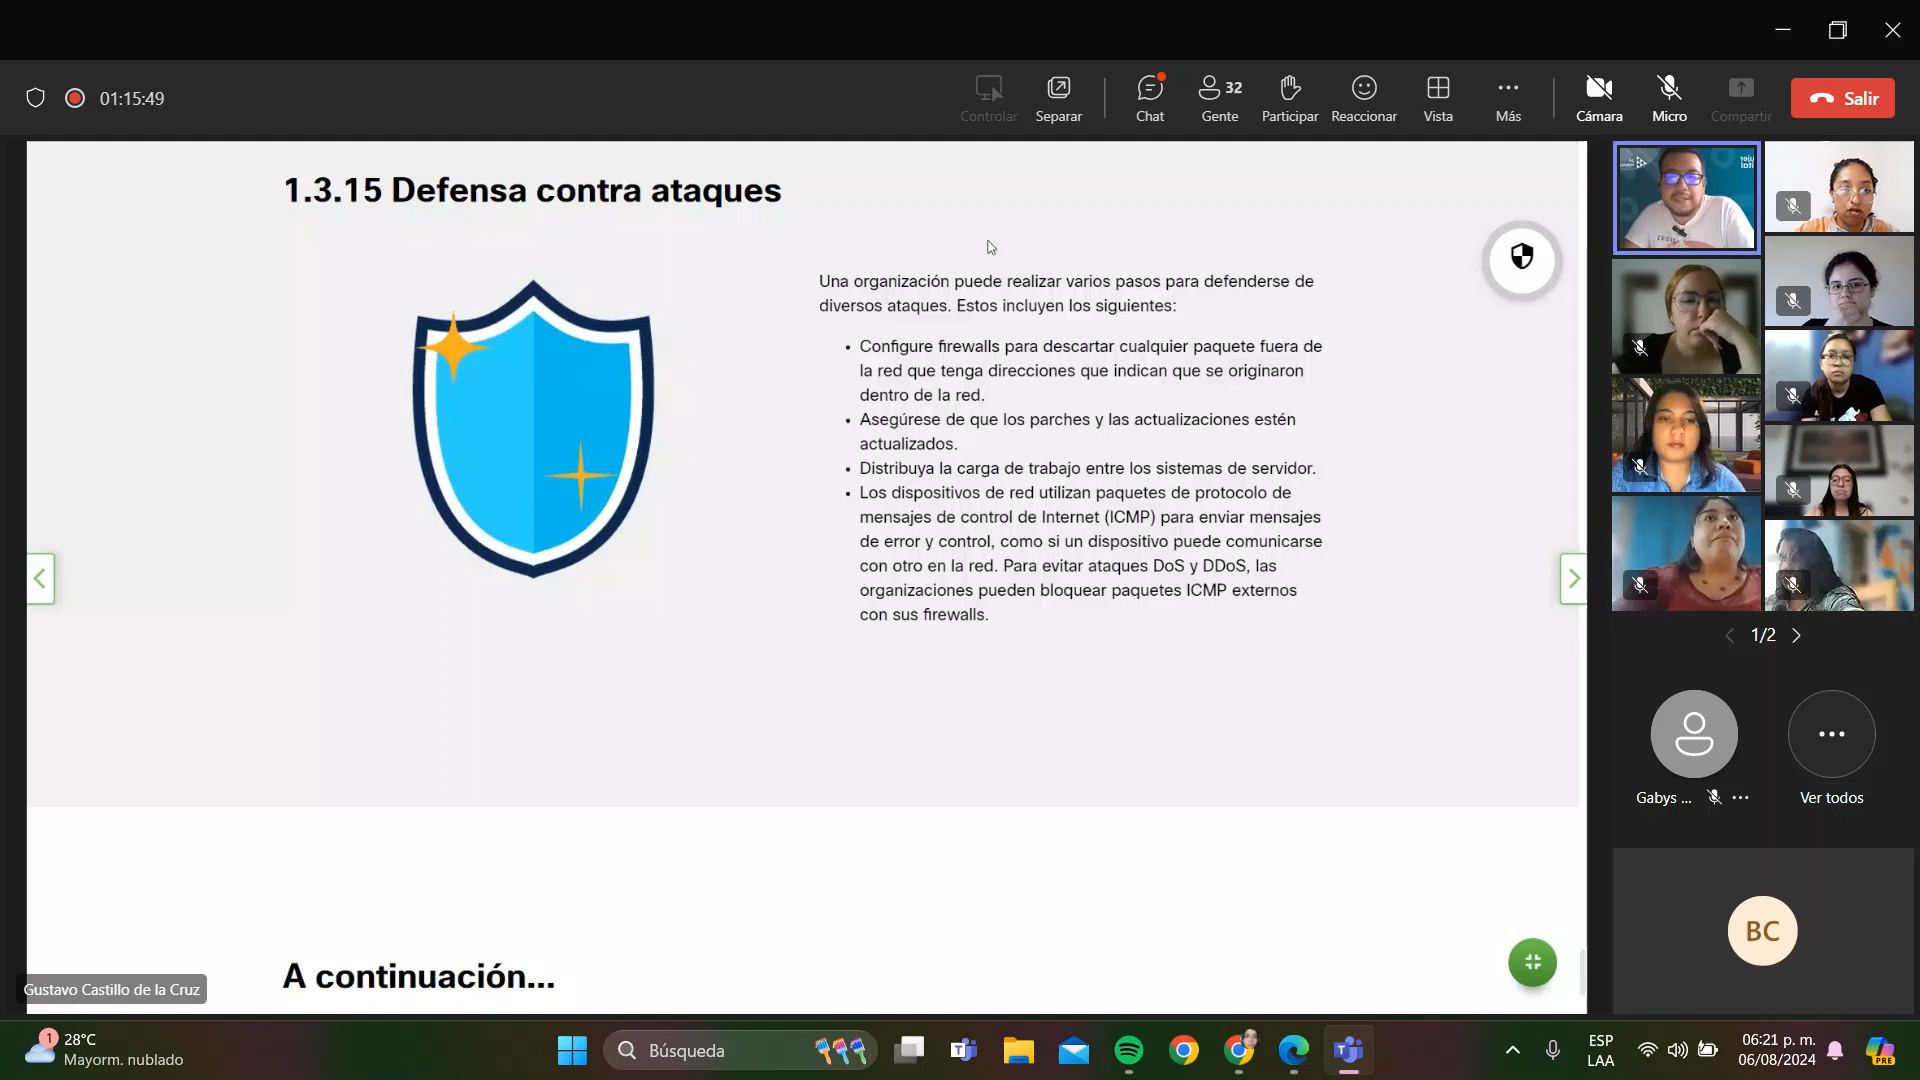 01:15:49
Controlar
Separar
Chat
32
Gente
Participar
Reaccionar
Vista
Más
Cámara
Micro
Compartir
Salir
1.3.15 Defensa contra ataques
Una organización puede realizar varios pasos para defenderse de
diversos ataques. Estos incluyen los siguientes:
• Configure firewalls para descartar cualquier paquete fuera de
la red que tenga direcciones que indican que se originaron
dentro de la red.
• Asegúrese de que los parches y las actualizaciones estén
actualizados.
• Distribuya la carga de trabajo entre los sistemas de servidor.
• Los dispositivos de red utilizan paquetes de protocolo de
mensajes de control de Internet (ICMP) para enviar mensajes
de error y control, como si un dispositivo puede comunicarse
con otro en la red. Para evitar ataques DoS y DDoS, las
organizaciones pueden bloquear paquetes ICMP externos
con sus firewalls.
A continuación...
Gustavo Castillo de la Cruz
1/2
Gabys ...
Ver todos
BC
1
28°C
Mayorm. nublado
Búsqueda
ESP
LAA
06:21 p. m.
06/08/2024
PRE